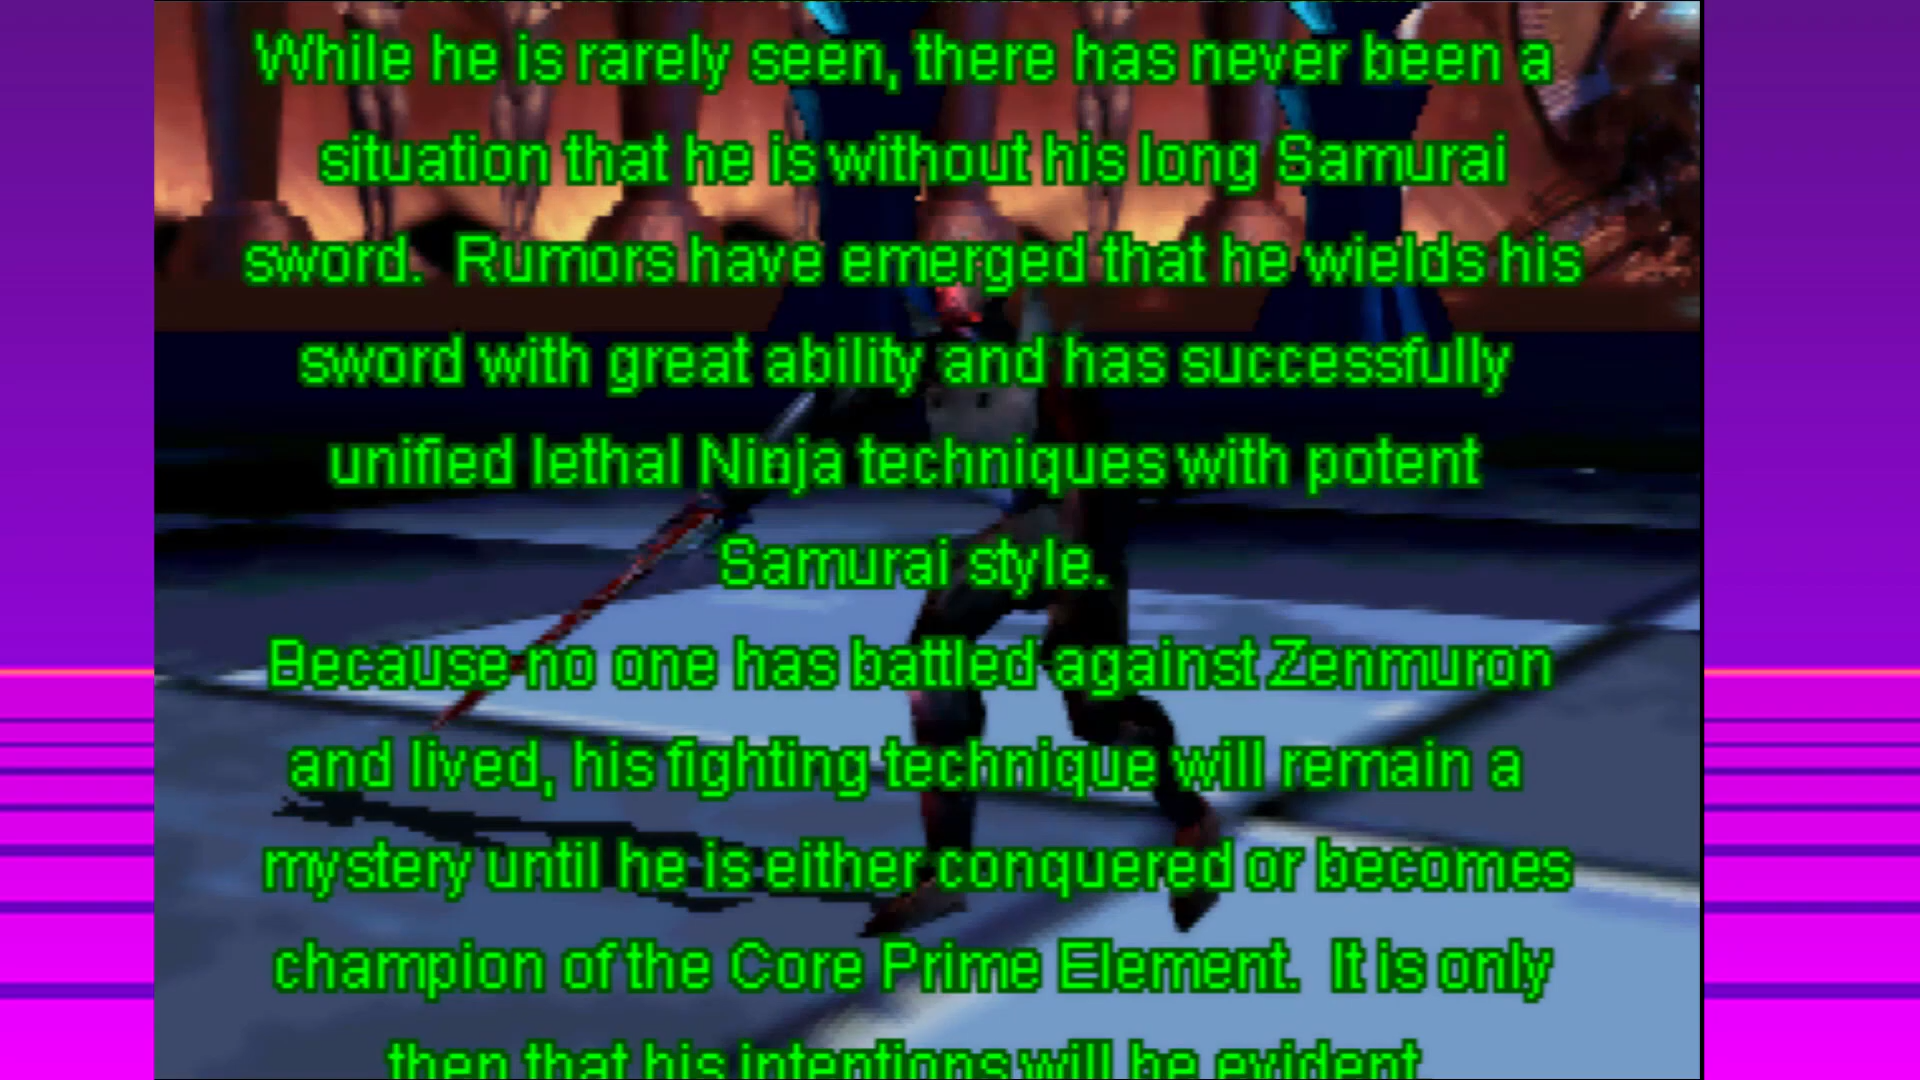 While he is rarely seen, there has never been a
situation that he is without his long Samurai
sword.  Rumors have emerged that he wields his
sword with great ability and has successfully
unified lethal Ninja techniques with potent
Samurai style.
Because no one has battled against Zenmuron
and lived, his fighting technique will remain a
mystery until he is either conquered or becomes
champion of the Core Prime Element.  It is only
then that his intentions will be evident